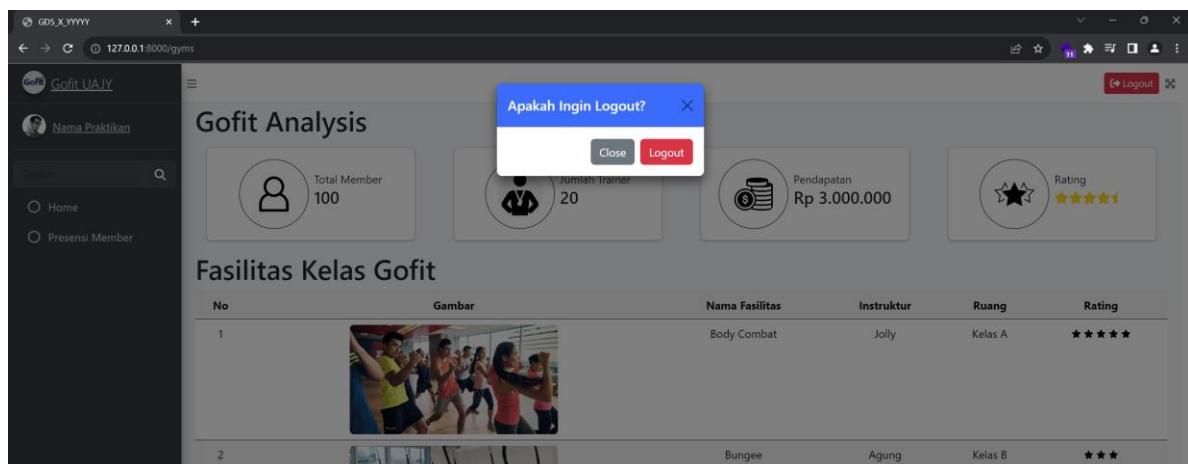 GD5_X_YYYYY
127.0.0.1:8000/gyms
11
Gofit
Gofit UAJY
Logout
Nama Praktikan
Search
Home
Presensi Member
Apakah Ingin Logout?
Close
Logout
Gofit Analysis
Total Member
100
Jumlah Trainer
20
Pendapatan
Rp 3.000.000
Rating
Fasilitas Kelas Gofit
No Gambar Nama Fasilitas Instruktur Ruang Rating
1 Body Combat Jolly Kelas A
2 Bungee Agung Kelas B